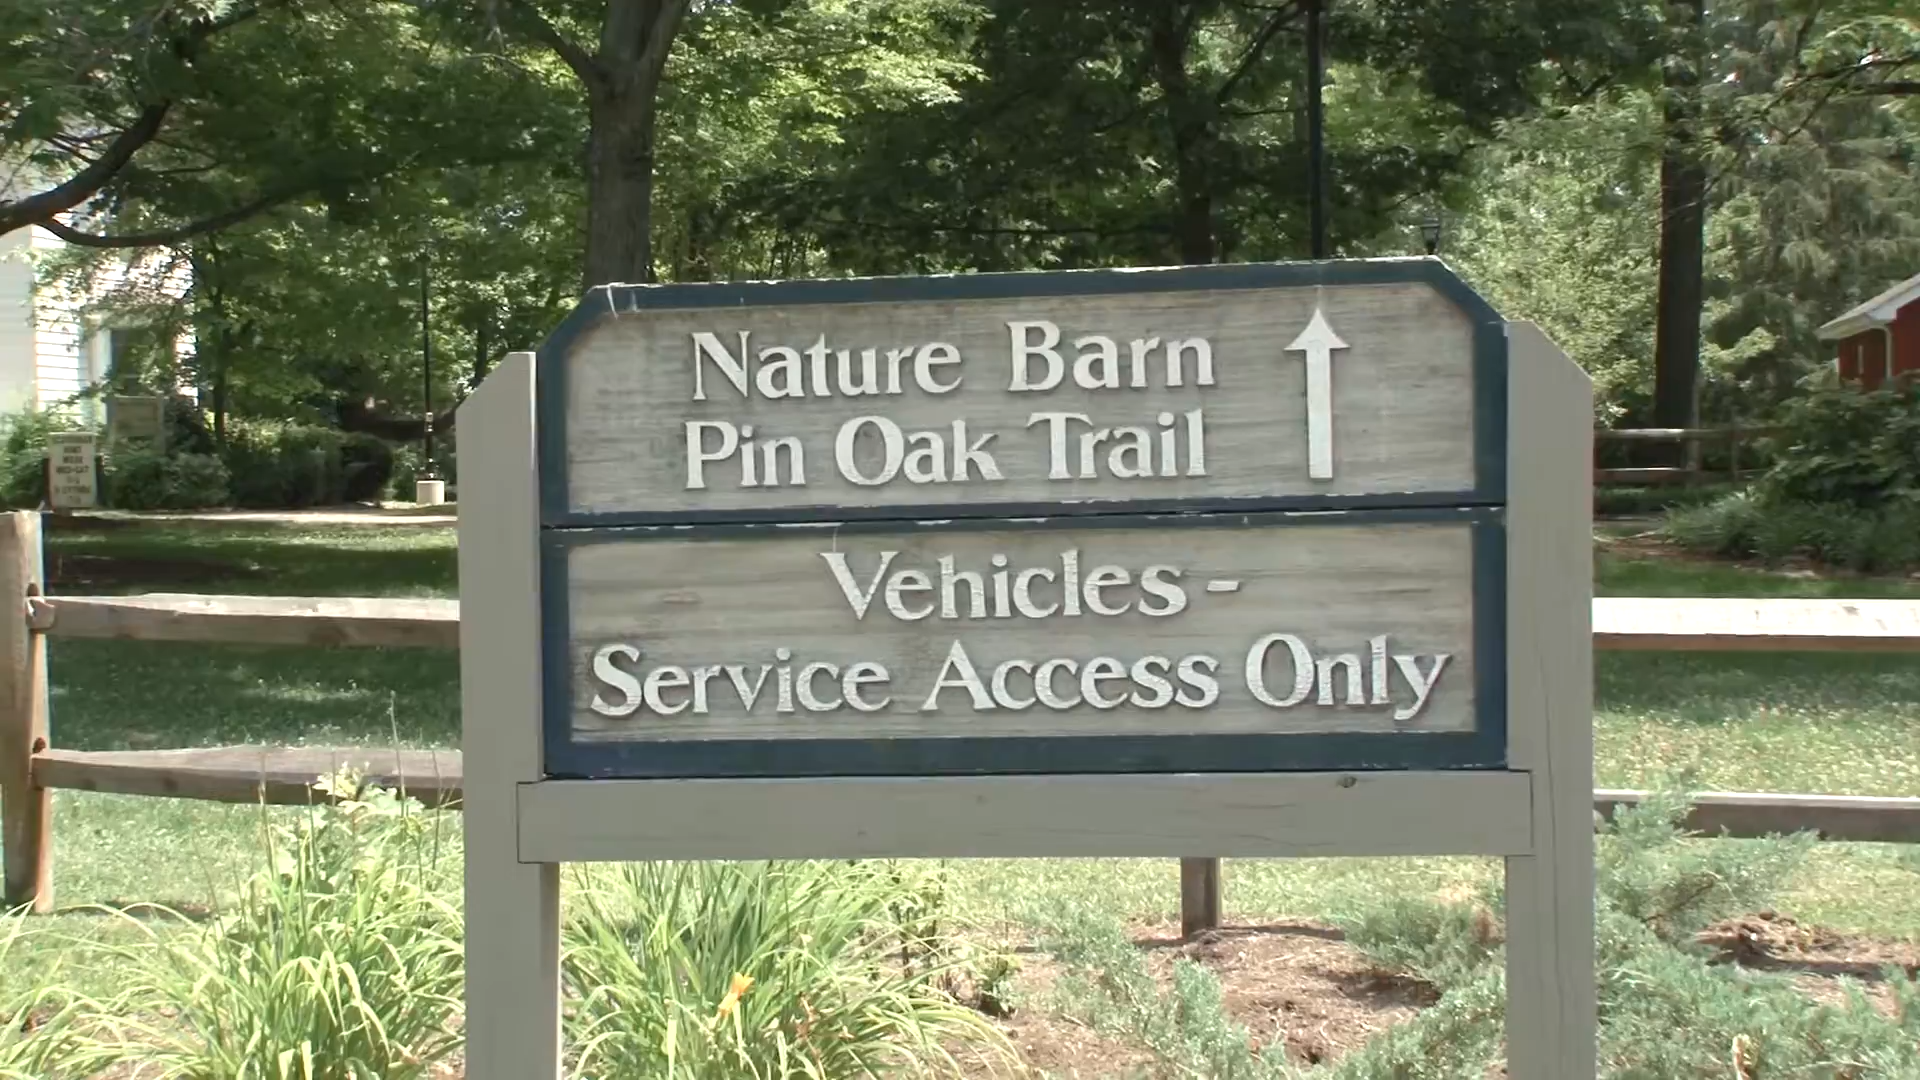 Nature Barn
Pin Oak Trail
Vehicles -
Service Access Only